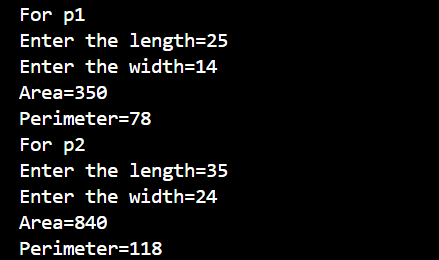 For p1
Enter the length=25
Enter the width=14
Area=350
Perimeter=78
For p2
Enter the length=35
Enter the width=24
Area=840
Perimeter=118